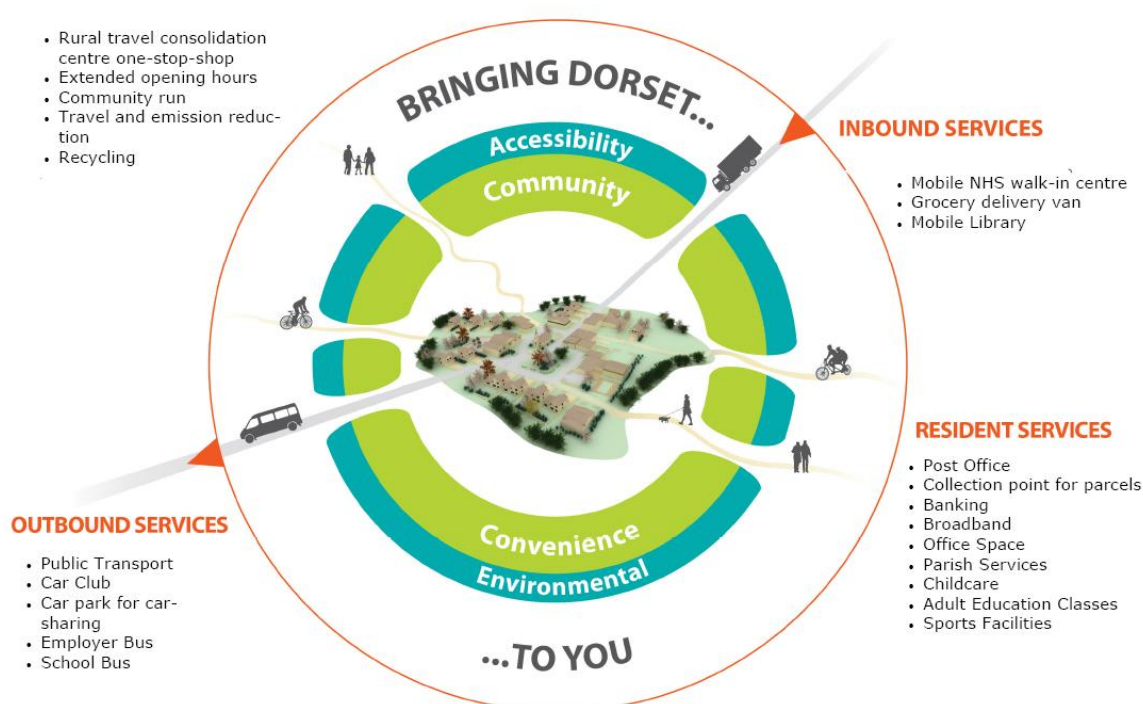 • Rural travel consolidation
centre one-stop-shop
• Extended opening hours
• Community run
• Travel and emission reduc-
tion
• Recycling
BRINGING DORSET...
Accessibility
Community
INBOUND SERVICES
• Mobile NHS walk-in centre
• Grocery delivery van
• Mobile Library
RESIDENT SERVICES
• Post Office
• Collection point for parcels
• Banking
• Broadband
• Office Space
• Parish Services
• Childcare
• Adult Education Classes
• Sports Facilities
OUTBOUND SERVICES
• Public Transport
• Car Club
• Car park for car-
sharing
• Employer Bus
• School Bus
Convenience
Environmental
...TO YOU